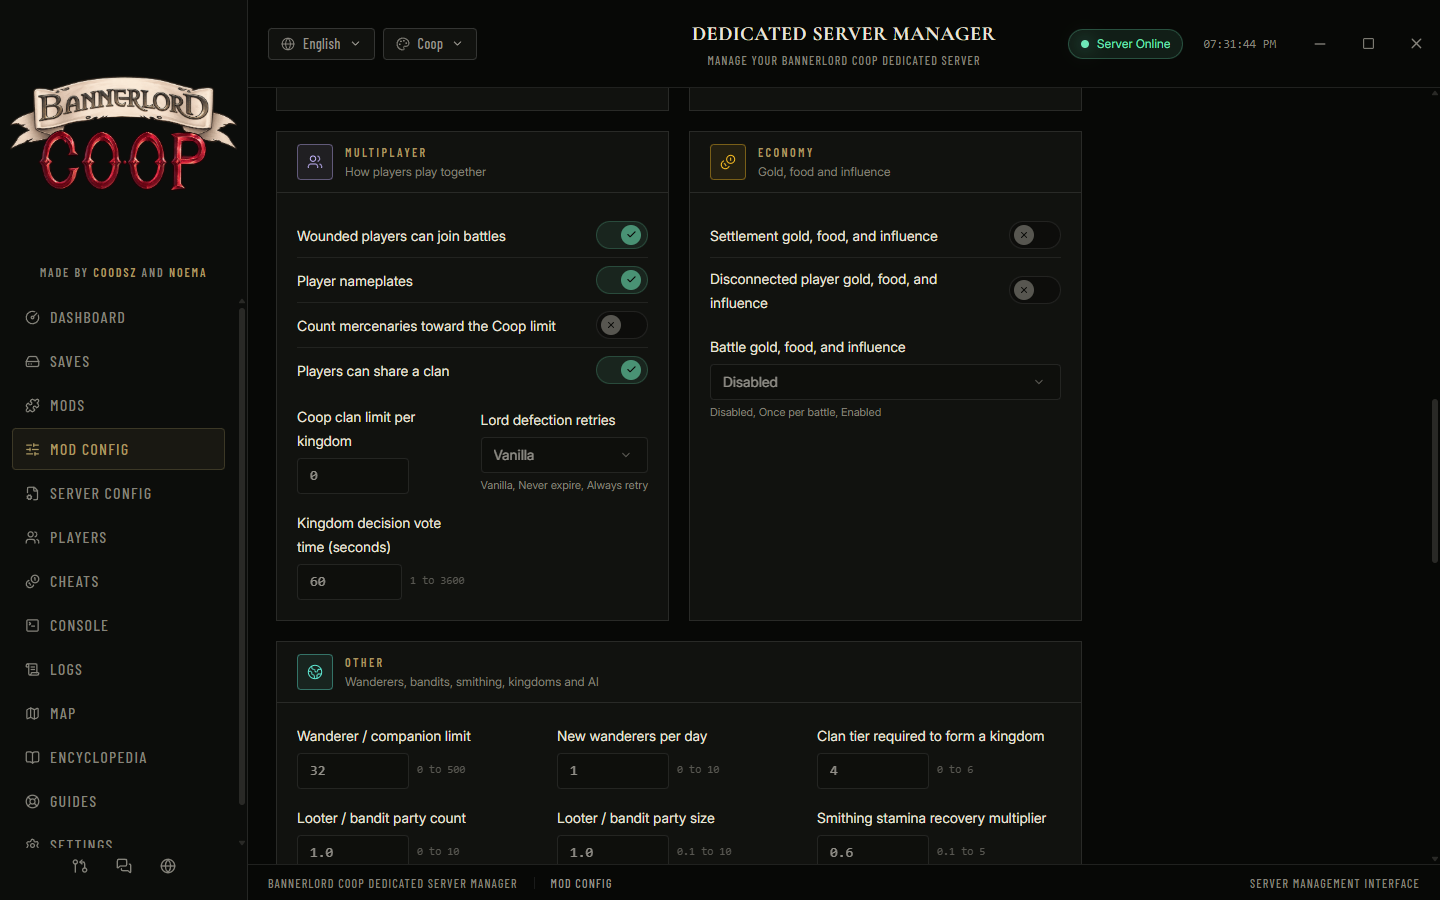 BANNERLORD
COOP
MADE BY COODSZ AND NOEMA
DASHBOARD
SAVES
MODS
MOD CONFIG
SERVER CONFIG
PLAYERS
CHEATS
CONSOLE
LOGS
MAP
ENCYCLOPEDIA
GUIDES
SETTINGS
English
Coop
DEDICATED SERVER MANAGER
MANAGE YOUR BANNERLORD COOP DEDICATED SERVER
Server Online
07:31:44 PM
MULTIPLAYER
How players play together
Wounded players can join battles
Player nameplates
Count mercenaries toward the Coop limit
Players can share a clan
Coop clan limit per
kingdom
0
Lord defection retries
Vanilla
Vanilla, Never expire, Always retry
Kingdom decision vote
time (seconds)
60
1 to 3600
ECONOMY
Gold, food and influence
Settlement gold, food, and influence
Disconnected player gold, food, and
influence
Battle gold, food, and influence
Disabled
Disabled, Once per battle, Enabled
OTHER
Wanderers, bandits, smithing, kingdoms and AI
Wanderer / companion limit
32
0 to 500
New wanderers per day
1
0 to 10
Clan tier required to form a kingdom
4
0 to 6
Looter / bandit party count
1.0
0 to 10
Looter / bandit party size
1.0
0.1 to 10
Smithing stamina recovery multiplier
0.6
0.1 to 5
BANNERLORD COOP DEDICATED SERVER MANAGER
MOD CONFIG
SERVER MANAGEMENT INTERFACE